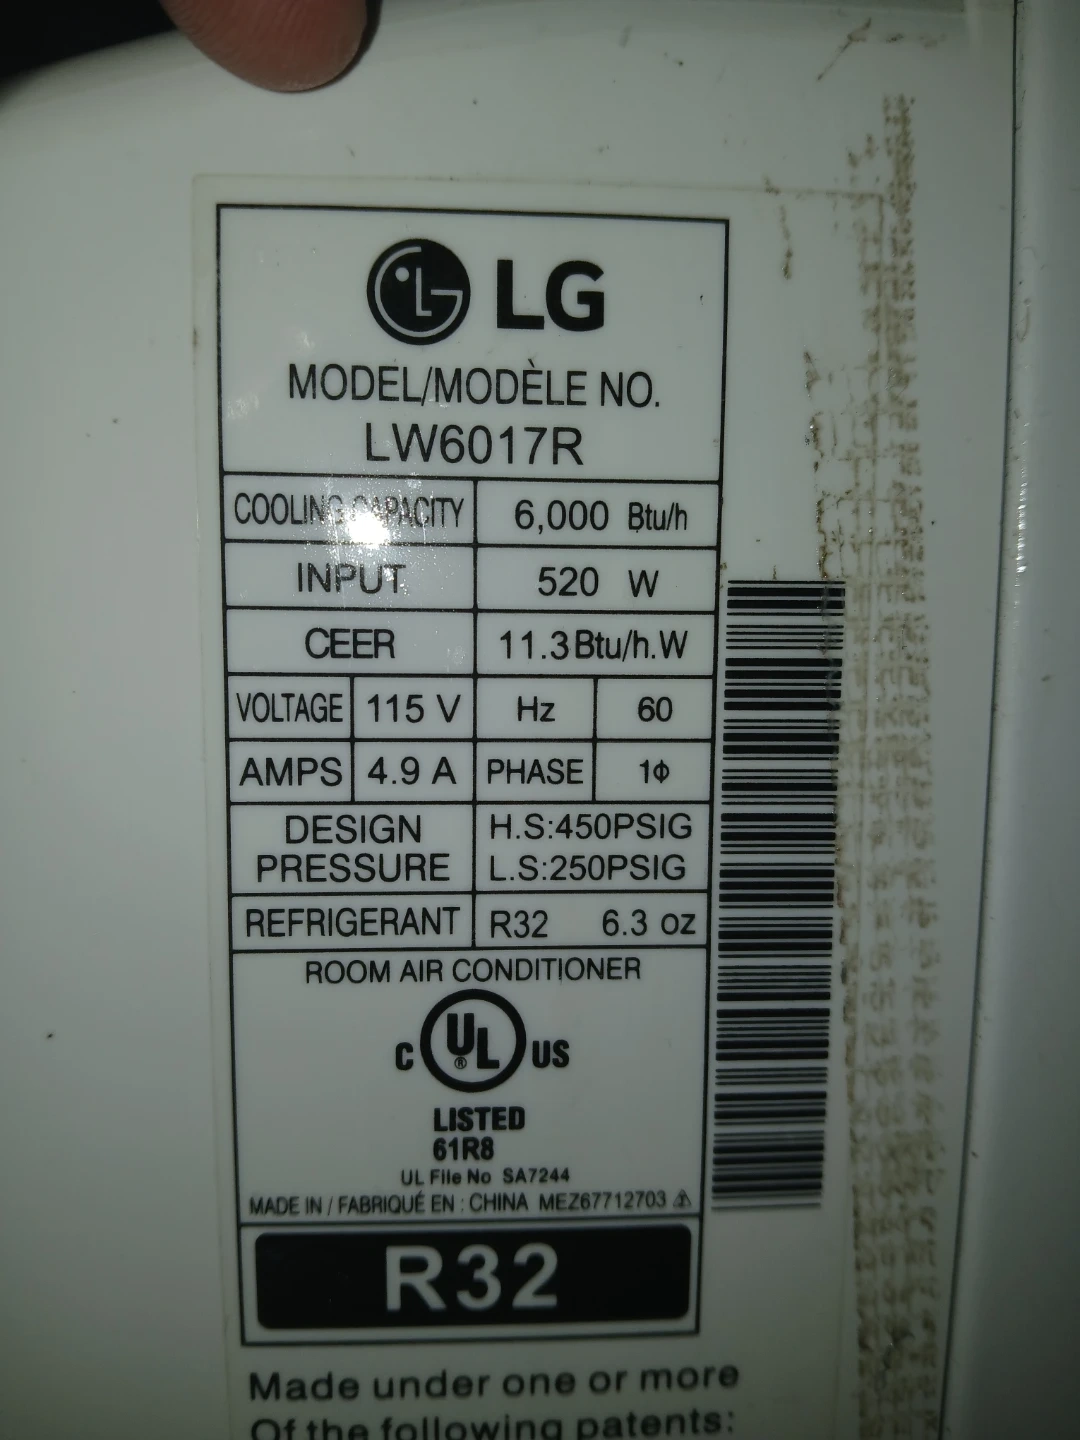 LG
MODEL/MODÈLE NO.
LW6017R
COOLING CAPACITY 6,000 Btu/h
INPUT 520 W
CEER 11.3Btu/h.W
VOLTAGE 115 V Hz 60
AMPS 4.9 A PHASE 1Φ
DESIGN PRESSURE H.S:450PSIG
L.S:250PSIG
REFRIGERANT R32 6.3 oz
ROOM AIR CONDITIONER
C UL® US
LISTED
61R8
UL File No SA7244
MADE IN / FABRIQUÉ EN : CHINA MEZ67712703
R32
Made under one or more
Of the following patents: